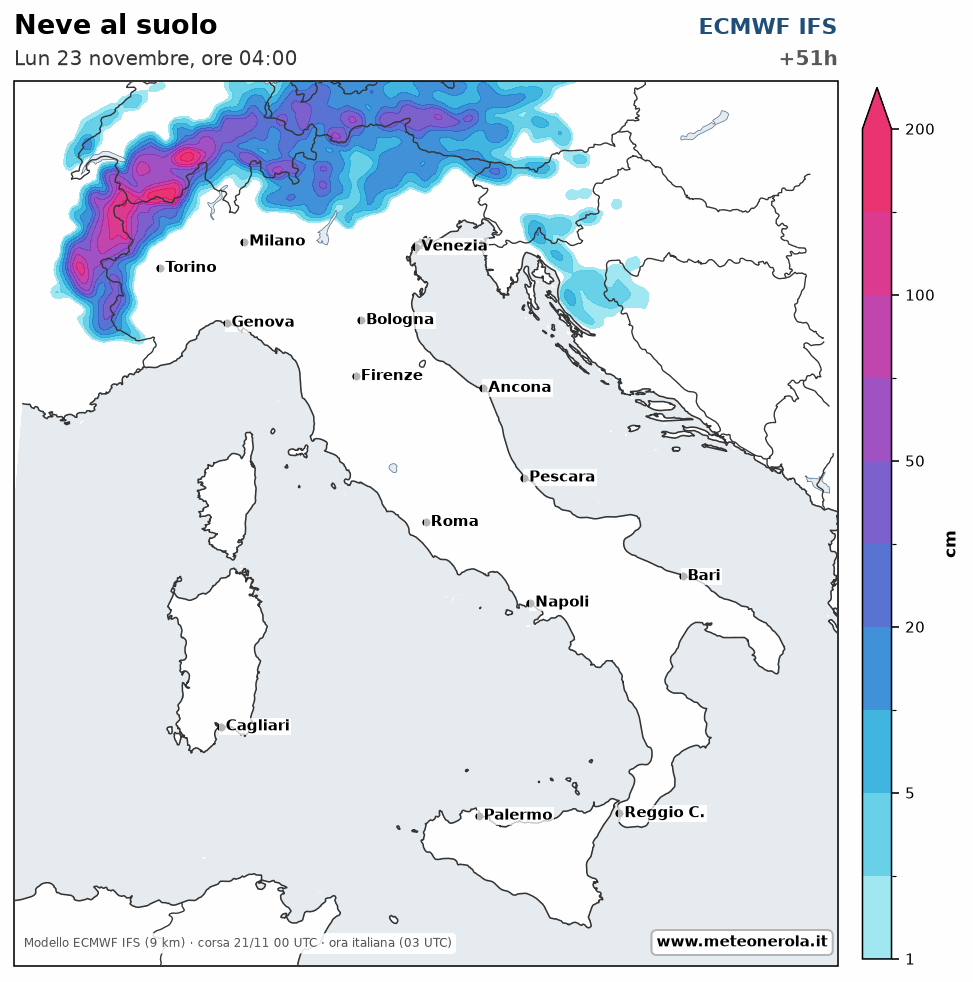 Neve al suolo
ECMWF IFS
Lun 23 novembre, ore 04:00
+51h
200
Milano
Venezia
Torino
100
Genova
Bologna
Firenze
Ancona
50
Pescara
Roma
cm
Bari
Napoli
20
Cagliari
5
Palermo
Reggio C.
Modello ECMWF IFS (9 km) · corsa 21/11 00 UTC · ora italiana (03 UTC)
www.meteonerola.it
1